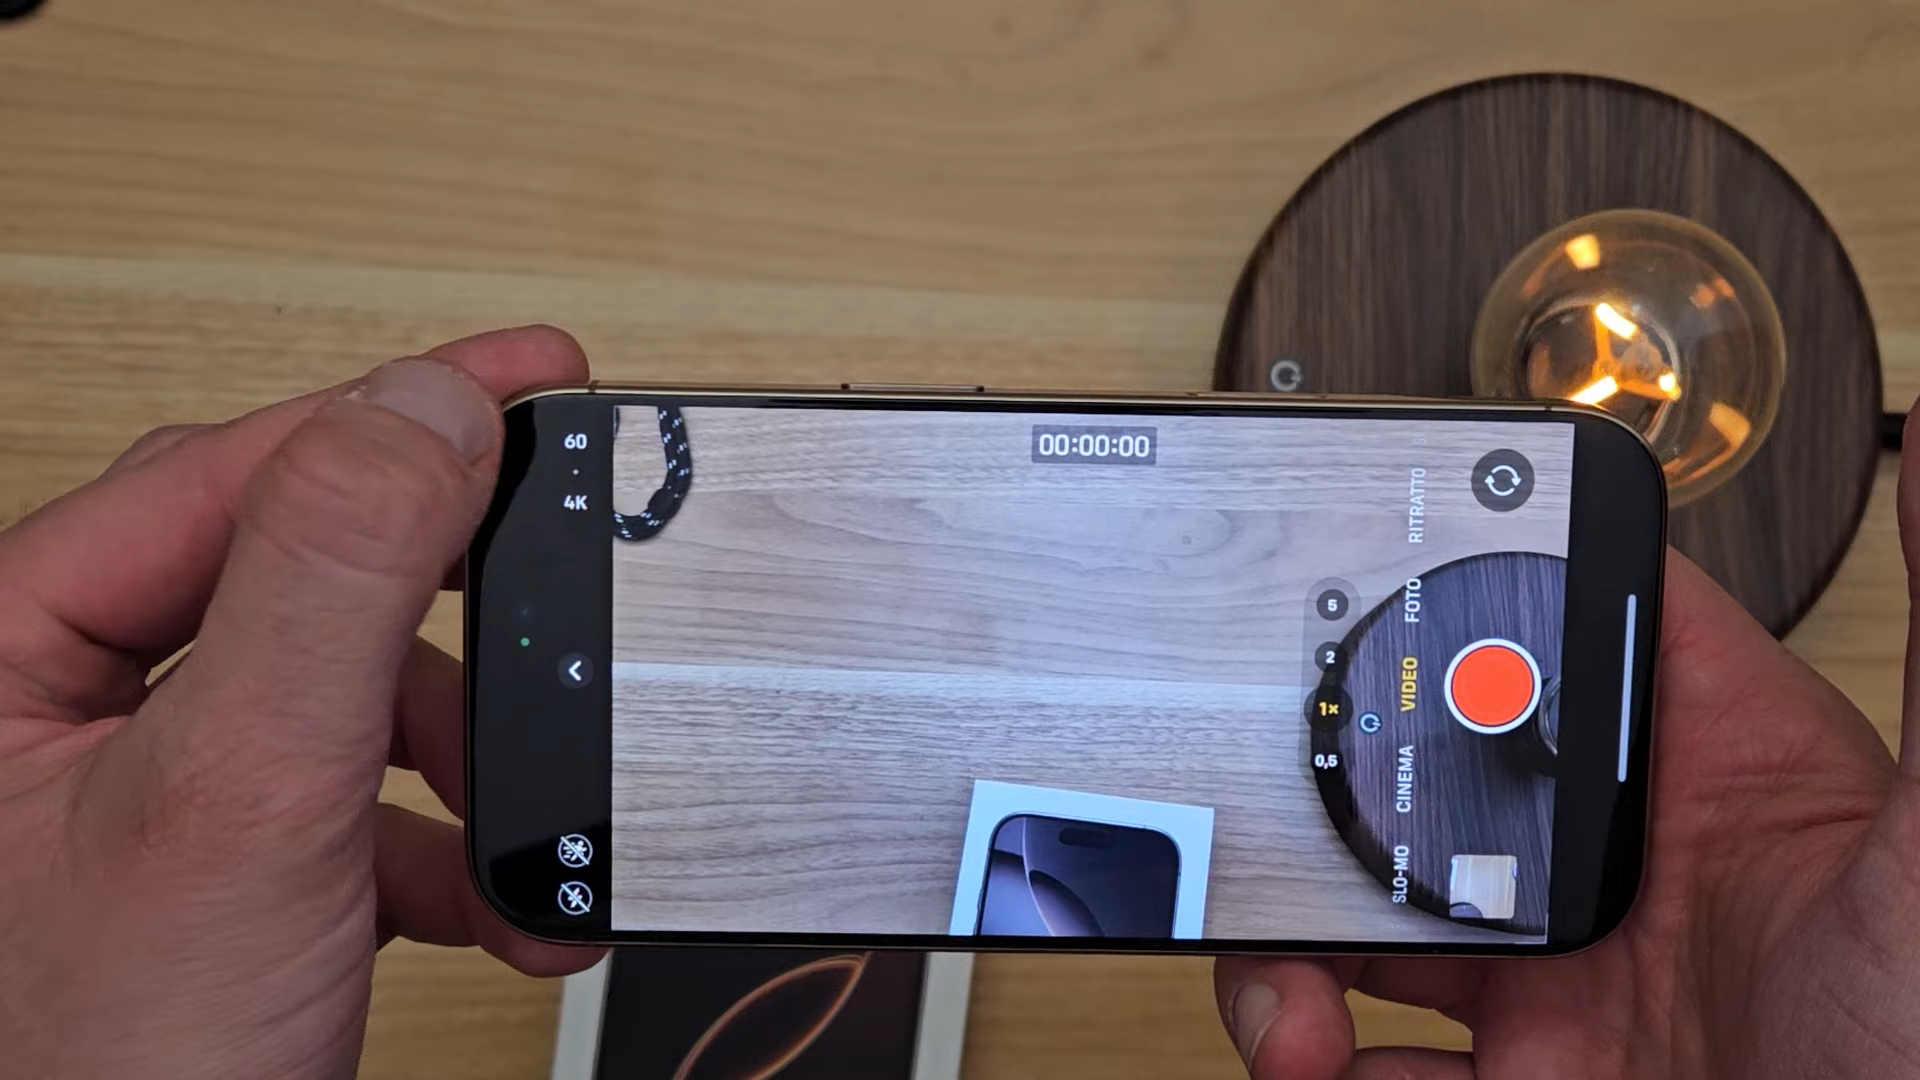 60
4K
00:00:00
5
2
1×
0,5
RITRATTO
FOTO
VIDEO
CINEMA
SLO-MO